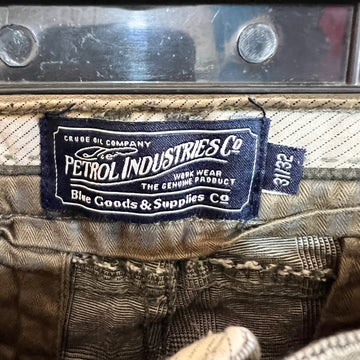 CRUDE OIL COMPANY
The
PETROL INDUSTRIES Co
WORK WEAR
THE GENUINE PRODUCT
Blue Goods & Supplies Co
31/32